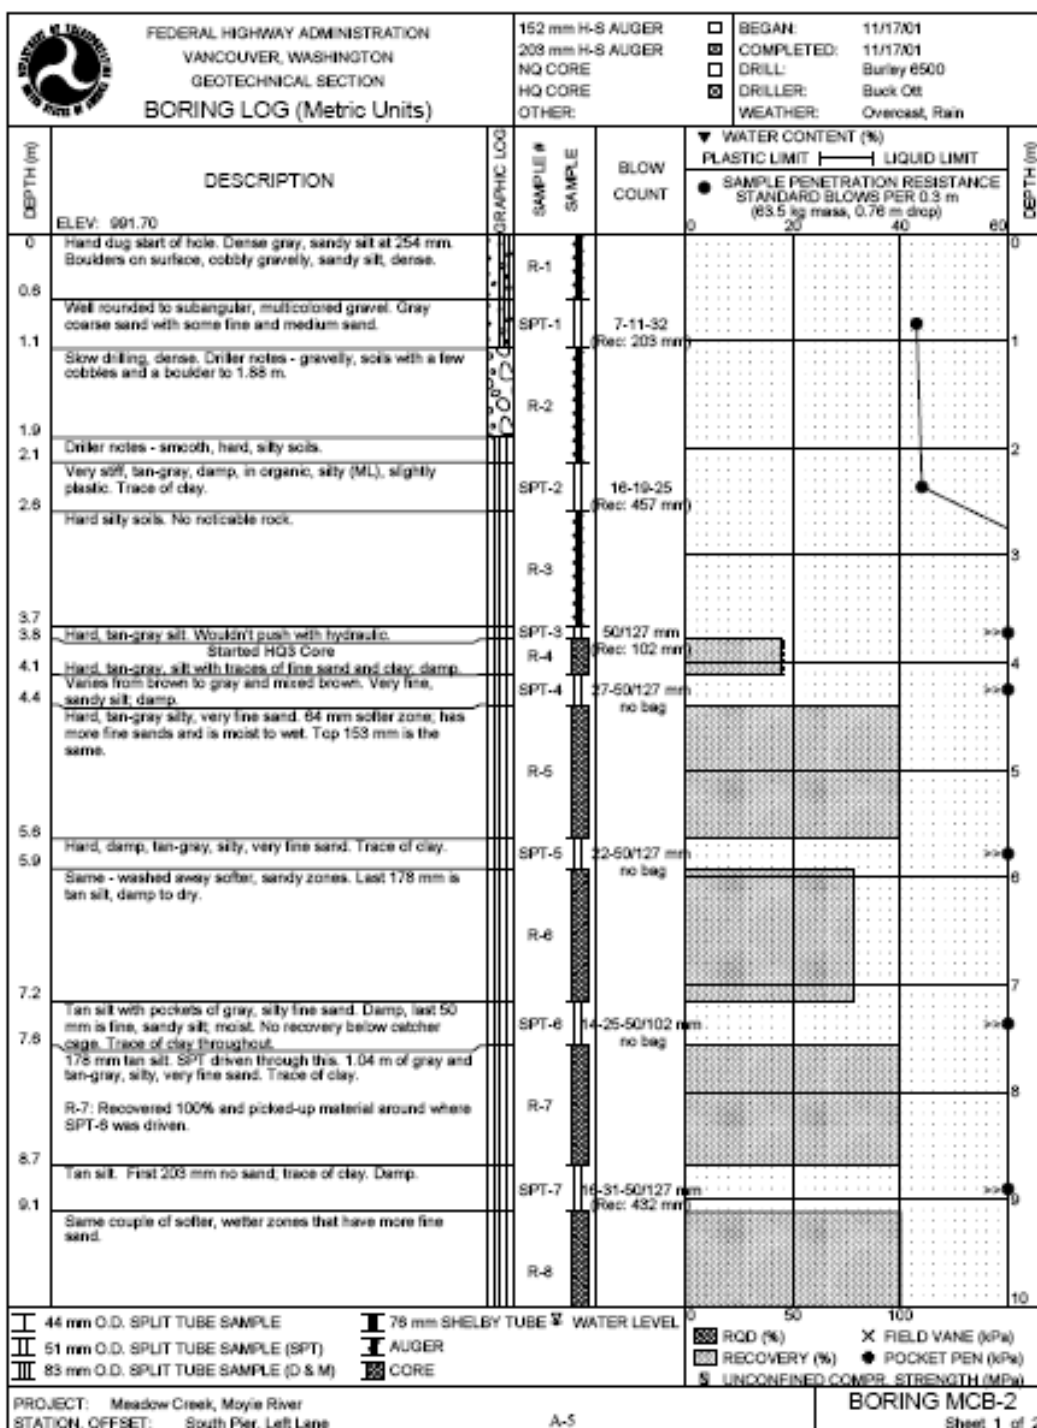 FEDERAL HIGHWAY ADMINISTRATION
VANCOUVER, WASHINGTON
GEOTECHNICAL SECTION
BORING LOG (Metric Units)
152 mm H-S AUGER
203 mm H-S AUGER
NQ CORE
HQ CORE
OTHER:
BEGAN: 11/17/01
COMPLETED: 11/17/01
DRILL: Burley 6500
DRILLER: Buck Ott
WEATHER: Overcast, Rain
DEPTH (m)
DESCRIPTION
ELEV: 991.70
GRAPHIC LOG
SAMPLE #
SAMPLE
BLOW
COUNT
WATER CONTENT (%)
PLASTIC LIMIT LIQUID LIMIT
SAMPLE PENETRATION RESISTANCE
STANDARD BLOWS PER 0.3 m
(63.5 kg mass, 0.76 m drop)
0 20 40 60
DEPTH (m)
0
Hand dug start of hole. Dense gray, sandy silt at 254 mm.
Boulders on surface, cobbly gravelly, sandy silt, dense.
R-1
0.6
Well rounded to subangular, multicolored gravel. Gray
coarse sand with some fine and medium sand.
SPT-1
7-11-32
(Rec: 203 mm)
1.1
Slow drilling, dense. Driller notes - gravelly, soils with a few
cobbles and a boulder to 1.88 m.
R-2
1.9
Driller notes - smooth, hard, silty soils.
2.1
Very stiff, tan-gray, damp, in organic, silty (ML), slightly
plastic. Trace of clay.
SPT-2
16-19-25
(Rec: 457 mm)
2.6
Hard silty soils. No noticable rock.
R-3
3.7
3.8
Hard, tan-gray silt. Wouldn't push with hydraulic.
SPT-3
50/127 mm
(Rec: 102 mm)
Started HQ3 Core
R-4
4.1
Hard, tan-gray, silt with traces of fine sand and clay; damp.
Varies from brown to gray and mixed brown. Very fine,
sandy silt; damp.
SPT-4
27-50/127 mm
no bag
4.4
Hard, tan-gray silty, very fine sand. 64 mm softer zone; has
more fine sands and is moist to wet. Top 153 mm is the
same.
R-5
5.6
Hard, damp, tan-gray, silty, very fine sand. Trace of clay.
SPT-5
22-50/127 mm
no bag
5.9
Same - washed away softer, sandy zones. Last 178 mm is
tan silt, damp to dry.
R-6
7.2
Tan silt with pockets of gray, silty fine sand. Damp, last 50
mm is fine, sandy silt; moist. No recovery below catcher
cage. Trace of clay throughout.
SPT-6
14-25-50/102 mm
no bag
7.6
178 mm tan silt. SPT driven through this. 1.04 m of gray and
tan-gray, silty, very fine sand. Trace of clay.
R-7: Recovered 100% and picked-up material around where
SPT-6 was driven.
R-7
8.7
Tan silt. First 203 mm no sand; trace of clay. Damp.
SPT-7
16-31-50/127 mm
(Rec: 432 mm)
9.1
Same couple of softer, wetter zones that have more fine
sand.
R-8
0
1
2
3
>>
4
>>
5
>>
6
7
>>
8
>>
9
10
0 50 100
44 mm O.D. SPLIT TUBE SAMPLE
51 mm O.D. SPLIT TUBE SAMPLE (SPT)
83 mm O.D. SPLIT TUBE SAMPLE (D & M)
76 mm SHELBY TUBE
AUGER
CORE
WATER LEVEL
RQD (%)
RECOVERY (%)
S UNCONFINED COMPR. STRENGTH (MPa)
FIELD VANE (kPa)
POCKET PEN (kPa)
PROJECT: Meadow Creek, Moyie River
STATION, OFFSET: South Pier, Left Lane
A-5
BORING MCB-2
Sheet 1 of 2